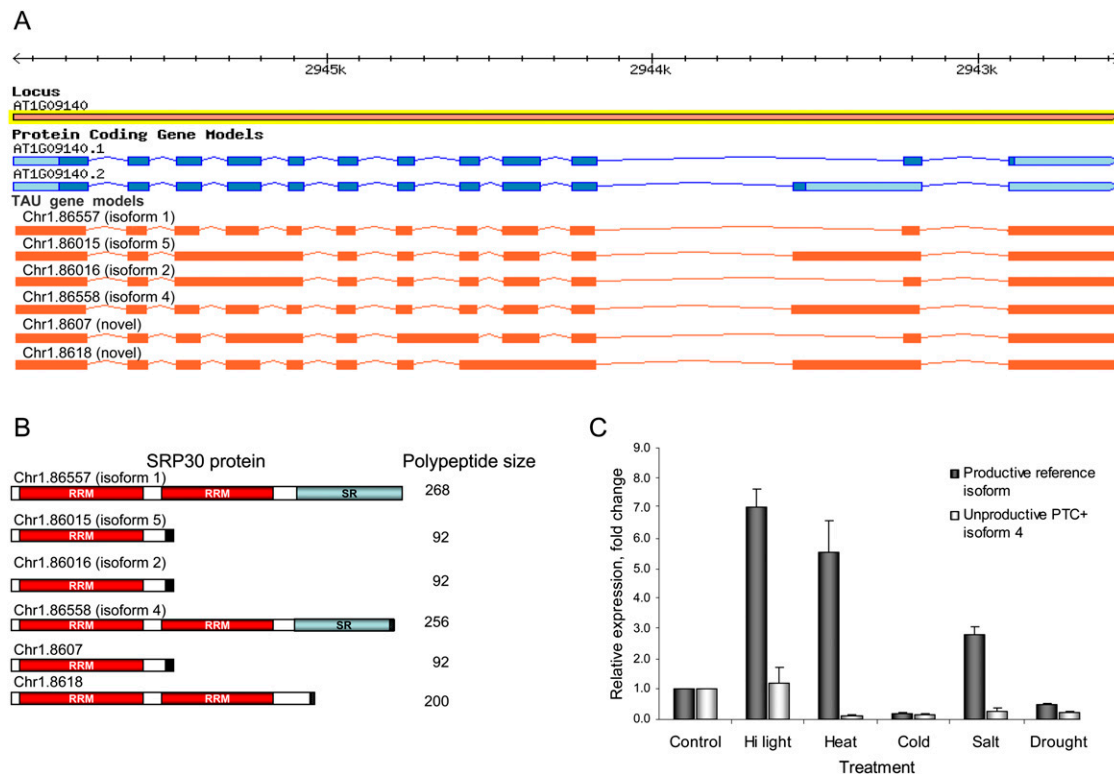 A
2945k 2944k 2943k
Locus
AT1G09140
Protein Coding Gene Models
AT1G09140.1
AT1G09140.2
TAU gene models
Chr1.86557 (isoform 1)
Chr1.86015 (isoform 5)
Chr1.86016 (isoform 2)
Chr1.86558 (isoform 4)
Chr1.8607 (novel)
Chr1.8618 (novel)
B
SRP30 protein Polypeptide size
Chr1.86557 (isoform 1)
RRM RRM SR 268
Chr1.86015 (isoform 5)
RRM 92
Chr1.86016 (isoform 2)
RRM 92
Chr1.86558 (isoform 4)
RRM RRM SR 256
Chr1.8607
RRM 92
Chr1.8618
RRM RRM 200
C
Relative expression, fold change
9.0
8.0
7.0
6.0
5.0
4.0
3.0
2.0
1.0
0.0
Productive reference
isoform
Unproductive PTC+
isoform 4
Control Hi light Heat Cold Salt Drought
Treatment